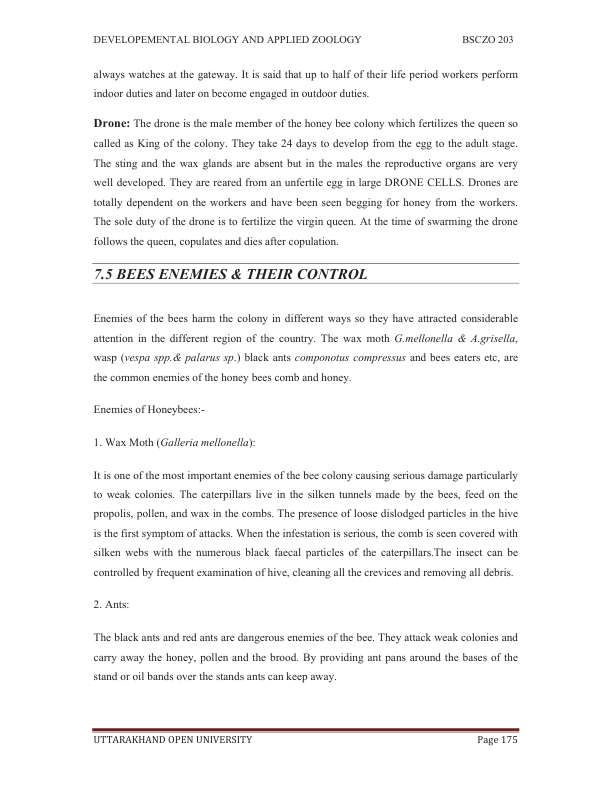 DEVELOPEMENTAL BIOLOGY AND APPLIED ZOOLOGY BSCZO 203
always watches at the gateway. It is said that up to half of their life period workers perform
indoor duties and later on become engaged in outdoor duties.
Drone: The drone is the male member of the honey bee colony which fertilizes the queen so
called as King of the colony. They take 24 days to develop from the egg to the adult stage.
The sting and the wax glands are absent but in the males the reproductive organs are very
well developed. They are reared from an unfertile egg in large DRONE CELLS. Drones are
totally dependent on the workers and have been seen begging for honey from the workers.
The sole duty of the drone is to fertilize the virgin queen. At the time of swarming the drone
follows the queen, copulates and dies after copulation.
7.5 BEES ENEMIES & THEIR CONTROL
Enemies of the bees harm the colony in different ways so they have attracted considerable
attention in the different region of the country. The wax moth G.mellonella & A.grisella,
wasp (vespa spp.& palarus sp.) black ants componotus compressus and bees eaters etc, are
the common enemies of the honey bees comb and honey.
Enemies of Honeybees:-
1. Wax Moth (Galleria mellonella):
It is one of the most important enemies of the bee colony causing serious damage particularly
to weak colonies. The caterpillars live in the silken tunnels made by the bees, feed on the
propolis, pollen, and wax in the combs. The presence of loose dislodged particles in the hive
is the first symptom of attacks. When the infestation is serious, the comb is seen covered with
silken webs with the numerous black faecal particles of the caterpillars.The insect can be
controlled by frequent examination of hive, cleaning all the crevices and removing all debris.
2. Ants:
The black ants and red ants are dangerous enemies of the bee. They attack weak colonies and
carry away the honey, pollen and the brood. By providing ant pans around the bases of the
stand or oil bands over the stands ants can keep away.
UTTARAKHAND OPEN UNIVERSITY Page 175